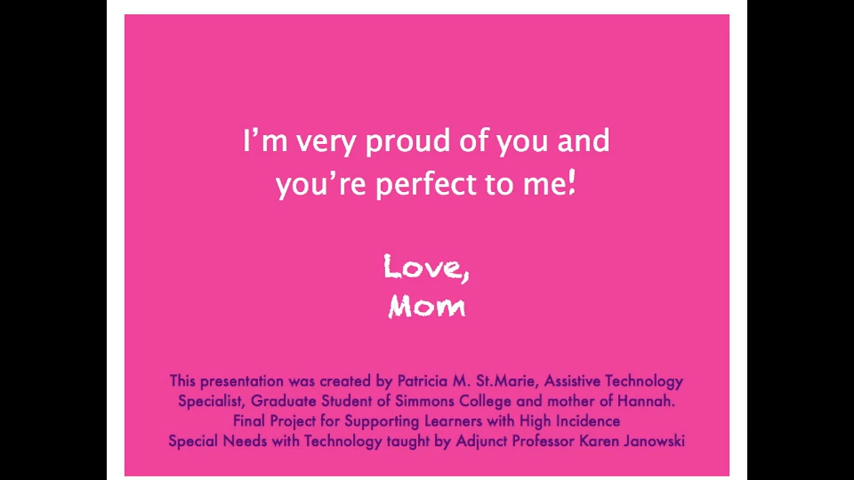 I'm very proud of you and
you're perfect to me!
Love,
Mom
This presentation was created by Patricia M. St.Marie, Assistive Technology
Specialist, Graduate Student of Simmons College and mother of Hannah.
Final Project for Supporting Learners with High Incidence
Special Needs with Technology taught by Adjunct Professor Karen Janowski